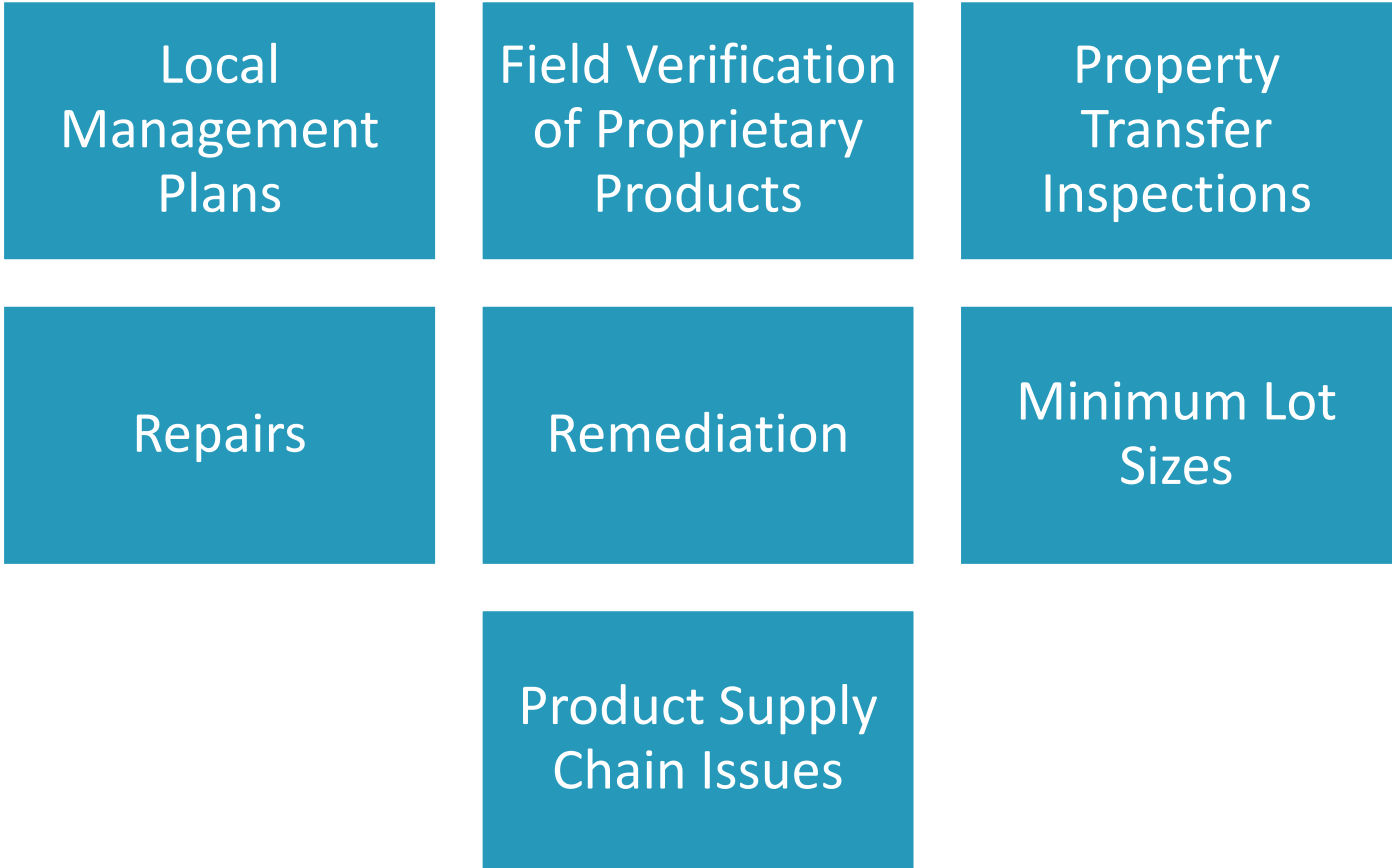 Local
Management
Plans
Field Verification
of Proprietary
Products
Property
Transfer
Inspections
Repairs
Remediation
Minimum Lot
Sizes
Product Supply
Chain Issues